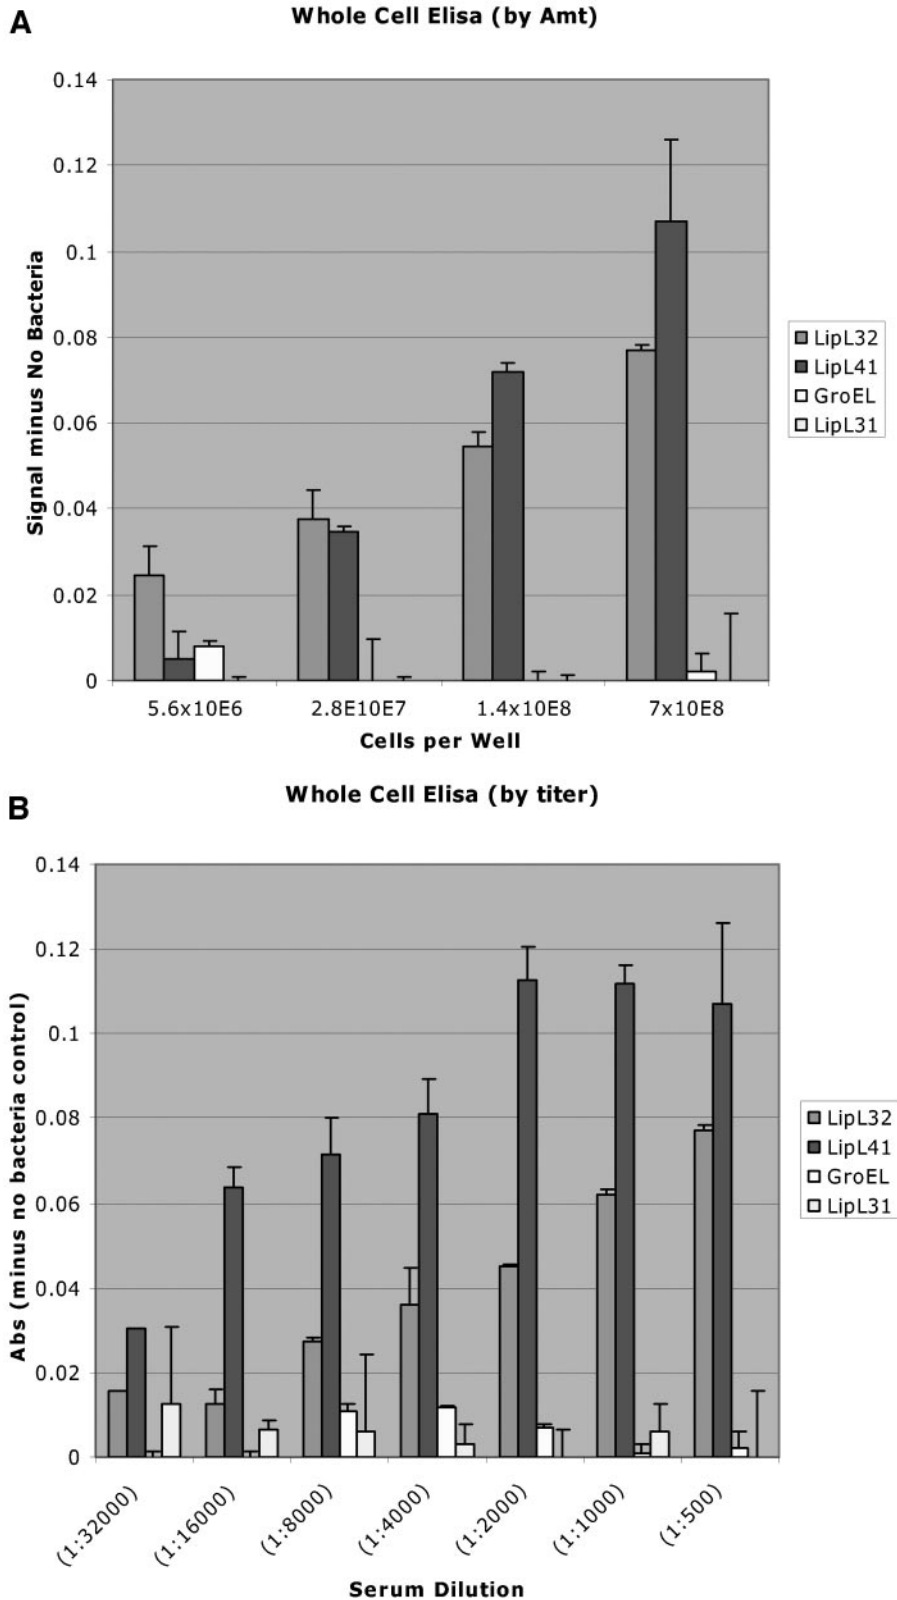 A
Whole Cell Elisa (by Amt)
0.14
0.12
0.1
0.08
0.06
0.04
0.02
0
Signal minus No Bacteria
5.6x10E6 2.8E10E7 1.4x10E8 7x10E8
Cells per Well
LipL32
LipL41
GroEL
LipL31
B
Whole Cell Elisa (by titer)
0.14
0.12
0.1
0.08
0.06
0.04
0.02
0
Abs (minus no bacteria control)
(1:32000) (1:16000) (1:8000) (1:4000) (1:2000) (1:1000) (1:500)
Serum Dilution
LipL32
LipL41
GroEL
LipL31